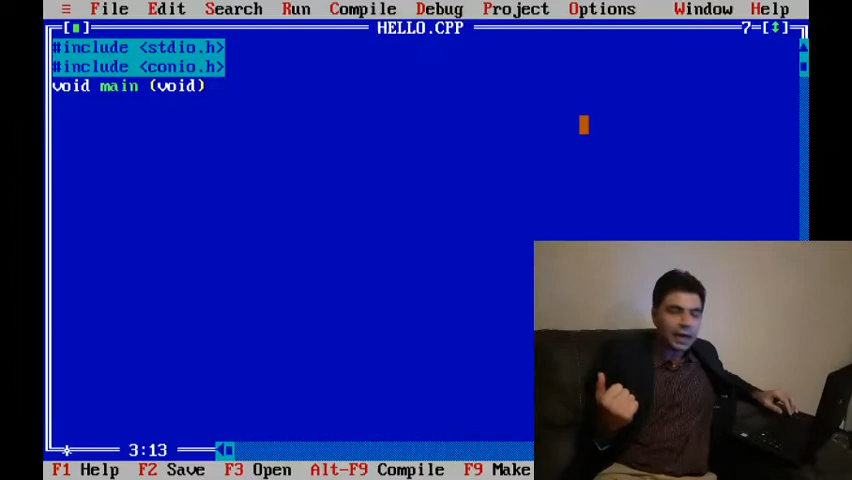 ≡ File Edit Search Run Compile Debug Project Options Window Help
HELLO.CPP 7
#include <stdio.h>
#include <conio.h>
void main (void)
3:13
F1 Help F2 Save F3 Open Alt-F9 Compile F9 Make